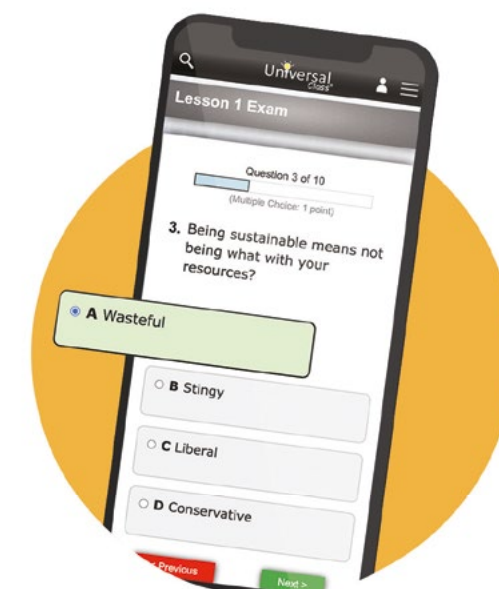 Universal
Class
Lesson 1 Exam
Question 3 of 10
(Multiple Choice: 1 point)
3. Being sustainable means not
being what with your
resources?
A Wasteful
B Stingy
C Liberal
D Conservative
< Previous
Next >